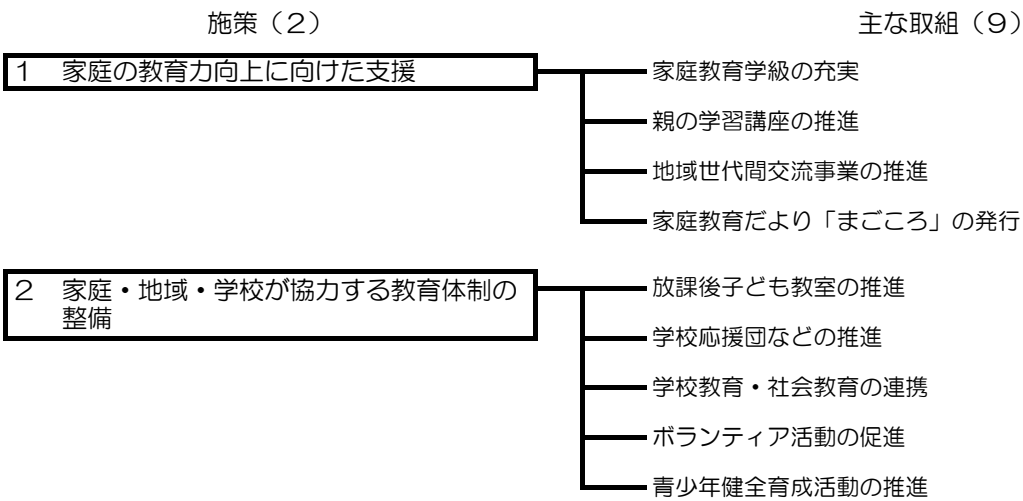 施策（２）
主な取組（９）
１　家庭の教育力向上に向けた支援
家庭教育学級の充実
親の学習講座の推進
地域世代間交流事業の推進
家庭教育だより「まごころ」の発行
２　家庭・地域・学校が協力する教育体制の
整備
放課後子ども教室の推進
学校応援団などの推進
学校教育・社会教育の連携
ボランティア活動の促進
青少年健全育成活動の推進